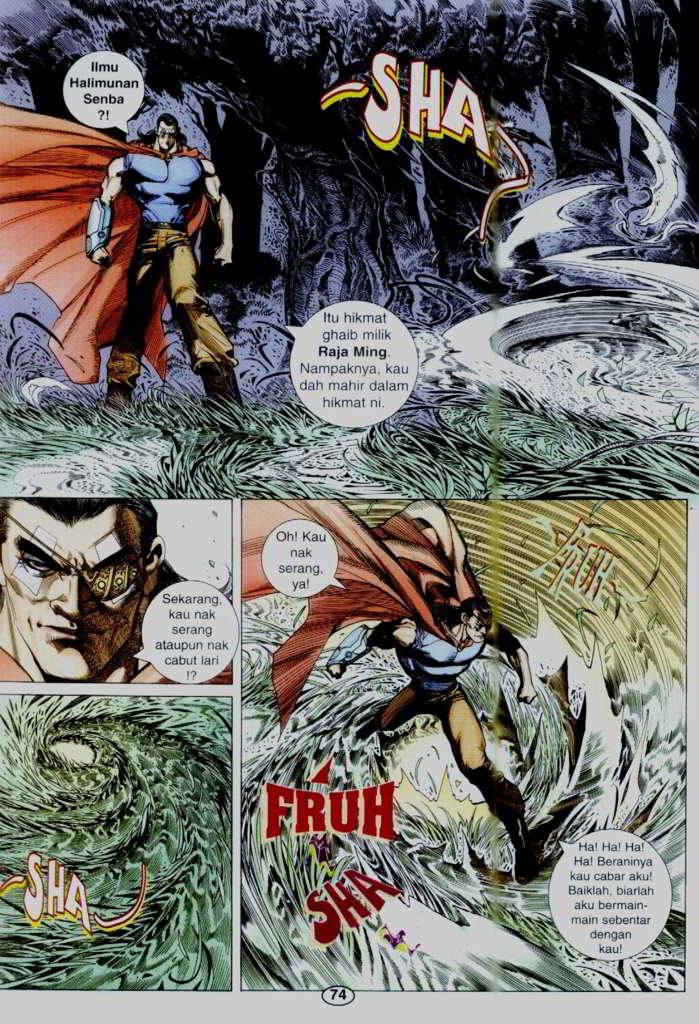 Ilmu
Halimunan
Senba
?!
SHA
Itu hikmat
ghaib milik
Raja Ming.
Nampaknya, kau
dah mahir dalam
hikmat ni.
Sekarang,
kau nak
serang
ataupun nak
cabut lari
!?
Oh! Kau
nak
serang,
ya!
SHA
FRUH
SHA
Ha! Ha! Ha!
Ha! Beraninya
kau cabar aku!
Baiklah, biarlah
aku bermain-
main sebentar
dengan
kau!
74